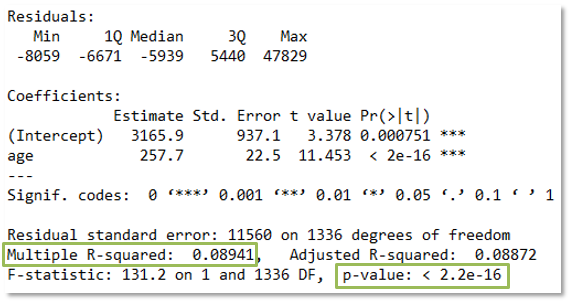 Residuals:
Min 1Q Median 3Q Max
-8059 -6671 -5939 5440 47829
Coefficients:
Estimate Std. Error t value Pr(>|t|)
(Intercept) 3165.9 937.1 3.378 0.000751 ***
age 257.7 22.5 11.453 < 2e-16 ***
---
Signif. codes: 0 ‘***’ 0.001 ‘**’ 0.01 ‘*’ 0.05 ‘.’ 0.1 ‘ ’ 1
Residual standard error: 11560 on 1336 degrees of freedom
Multiple R-squared: 0.08941, Adjusted R-squared: 0.08872
F-statistic: 131.2 on 1 and 1336 DF, p-value: < 2.2e-16